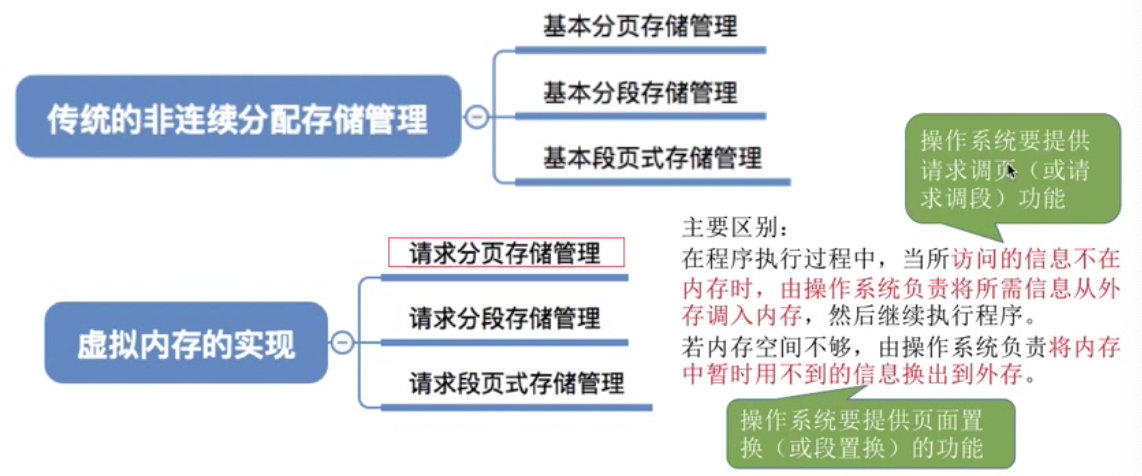 基本分页存储管理
传统的非连续分配存储管理
基本分段存储管理
基本段页式存储管理
操作系统要提供
请求调页（或请
求调段）功能
请求分页存储管理
虚拟内存的实现
请求分段存储管理
请求段页式存储管理
主要区别：
在程序执行过程中，当所访问的信息不在
内存时，由操作系统负责将所需信息从外
存调入内存，然后继续执行程序。
若内存空间不够，由操作系统负责将内存
中暂时用不到的信息换出到外存。
操作系统要提供页面置
换（或段置换）的功能